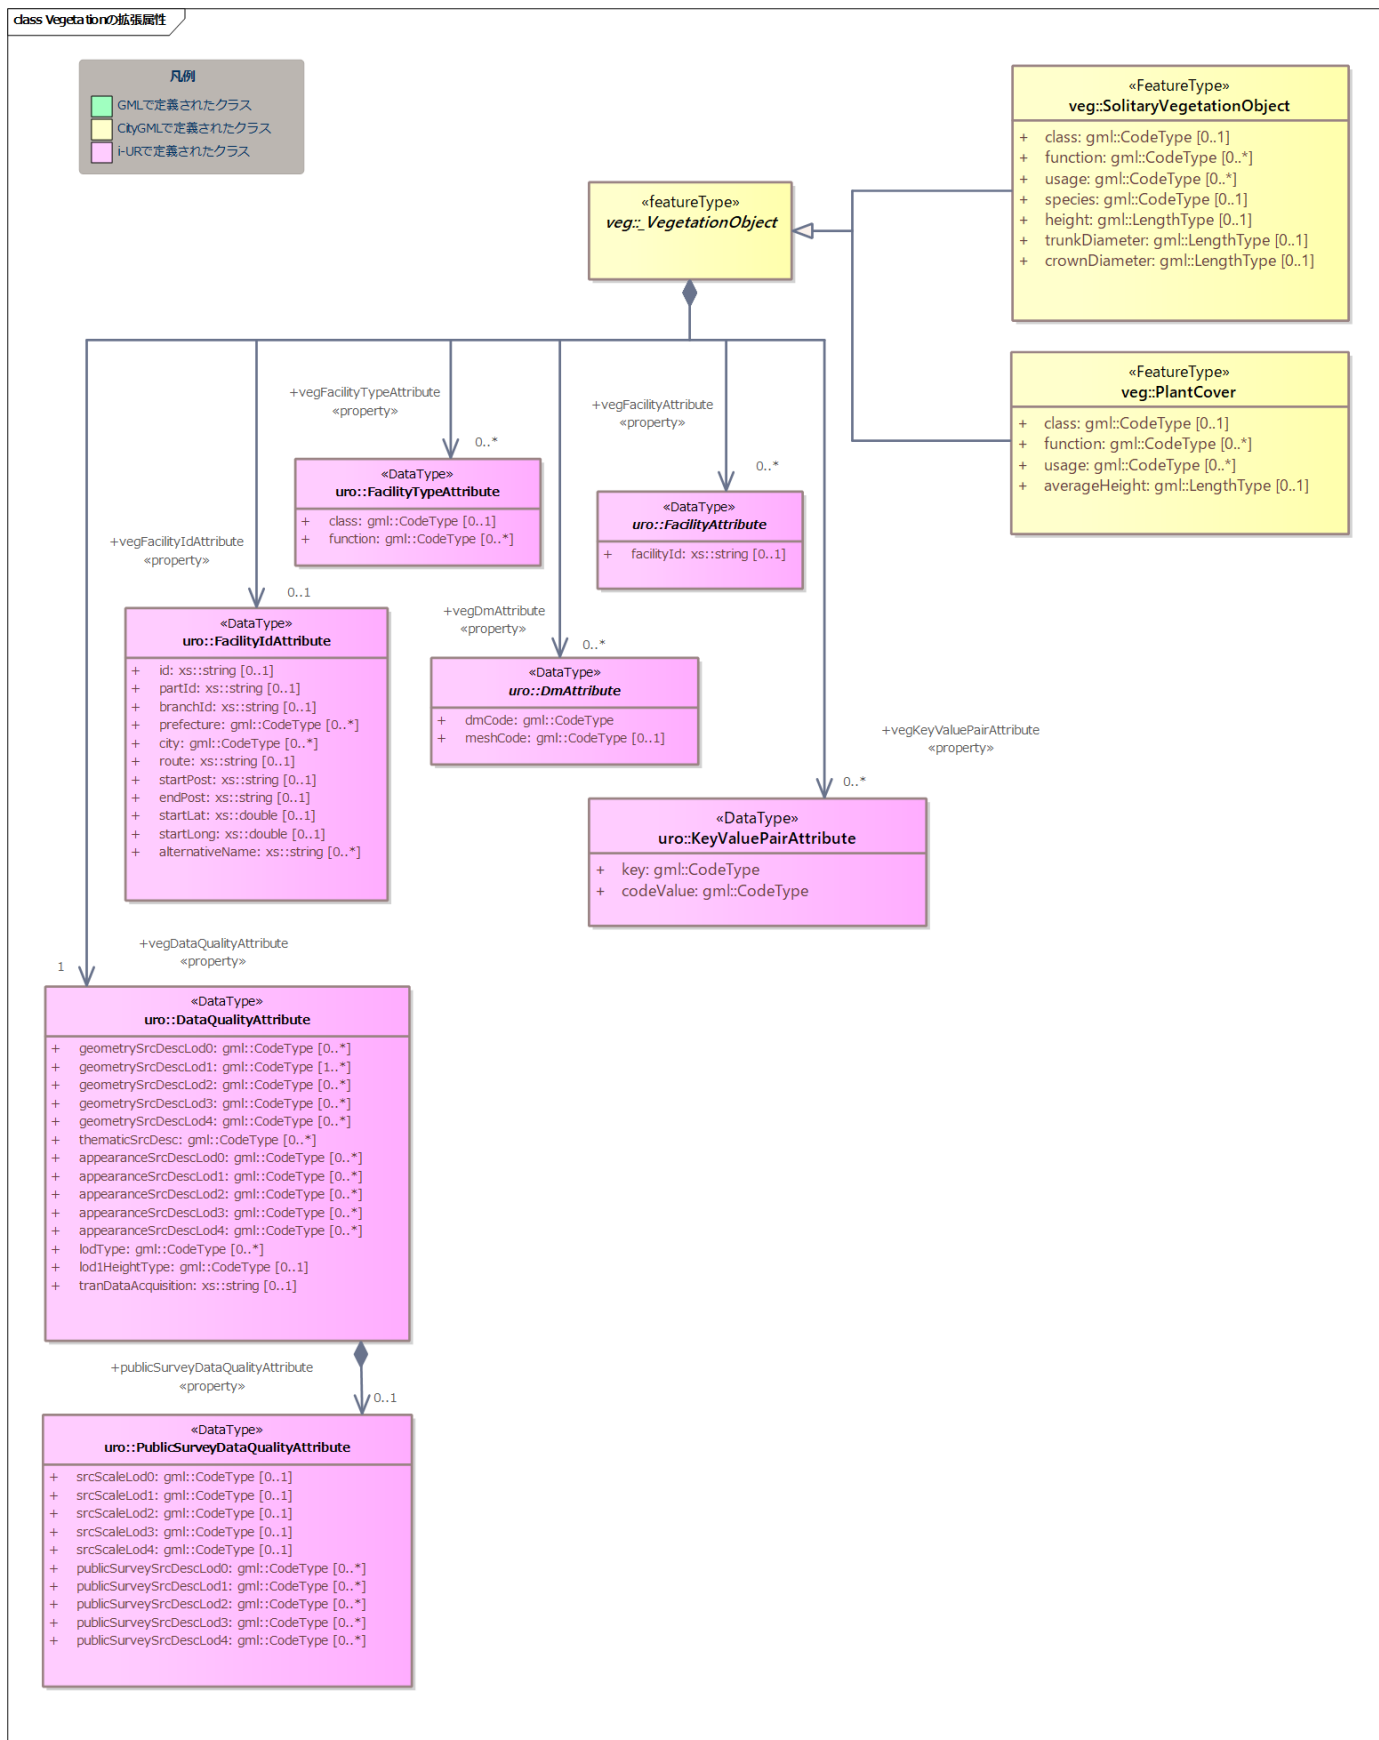 class Vegetationの拡張属性
凡例
GMLで定義されたクラス
CityGMLで定義されたクラス
i-URで定義されたクラス
«FeatureType»
veg::SolitaryVegetationObject
+ class: gml::CodeType [0..1]
+ function: gml::CodeType [0..*]
+ usage: gml::CodeType [0..*]
+ species: gml::CodeType [0..1]
+ height: gml::LengthType [0..1]
+ trunkDiameter: gml::LengthType [0..1]
+ crownDiameter: gml::LengthType [0..1]
«featureType»
veg::_VegetationObject
«FeatureType»
veg::PlantCover
+ class: gml::CodeType [0..1]
+ function: gml::CodeType [0..*]
+ usage: gml::CodeType [0..*]
+ averageHeight: gml::LengthType [0..1]
+vegFacilityTypeAttribute
«property»
0..*
«DataType»
uro::FacilityTypeAttribute
+ class: gml::CodeType [0..1]
+ function: gml::CodeType [0..*]
+vegFacilityAttribute
«property»
0..*
«DataType»
uro::FacilityAttribute
+ facilityId: xs::string [0..1]
+vegFacilityIdAttribute
«property»
0..1
«DataType»
uro::FacilityIdAttribute
+ id: xs::string [0..1]
+ partId: xs::string [0..1]
+ branchId: xs::string [0..1]
+ prefecture: gml::CodeType [0..*]
+ city: gml::CodeType [0..*]
+ route: xs::string [0..1]
+ startPost: xs::string [0..1]
+ endPost: xs::string [0..1]
+ startLat: xs::double [0..1]
+ startLong: xs::double [0..1]
+ alternativeName: xs::string [0..*]
+vegDmAttribute
«property»
0..*
«DataType»
uro::DmAttribute
+ dmCode: gml::CodeType
+ meshCode: gml::CodeType [0..1]
+vegKeyValuePairAttribute
«property»
0..*
«DataType»
uro::KeyValuePairAttribute
+ key: gml::CodeType
+ codeValue: gml::CodeType
+vegDataQualityAttribute
«property»
1
«DataType»
uro::DataQualityAttribute
+ geometrySrcDescLod0: gml::CodeType [0..*]
+ geometrySrcDescLod1: gml::CodeType [1..*]
+ geometrySrcDescLod2: gml::CodeType [0..*]
+ geometrySrcDescLod3: gml::CodeType [0..*]
+ geometrySrcDescLod4: gml::CodeType [0..*]
+ thematicSrcDesc: gml::CodeType [0..*]
+ appearanceSrcDescLod0: gml::CodeType [0..*]
+ appearanceSrcDescLod1: gml::CodeType [0..*]
+ appearanceSrcDescLod2: gml::CodeType [0..*]
+ appearanceSrcDescLod3: gml::CodeType [0..*]
+ appearanceSrcDescLod4: gml::CodeType [0..*]
+ lodType: gml::CodeType [0..*]
+ lod1HeightType: gml::CodeType [0..1]
+ tranDataAcquisition: xs::string [0..1]
+publicSurveyDataQualityAttribute
«property»
0..1
«DataType»
uro::PublicSurveyDataQualityAttribute
+ srcScaleLod0: gml::CodeType [0..1]
+ srcScaleLod1: gml::CodeType [0..1]
+ srcScaleLod2: gml::CodeType [0..1]
+ srcScaleLod3: gml::CodeType [0..1]
+ srcScaleLod4: gml::CodeType [0..1]
+ publicSurveySrcDescLod0: gml::CodeType [0..*]
+ publicSurveySrcDescLod1: gml::CodeType [0..*]
+ publicSurveySrcDescLod2: gml::CodeType [0..*]
+ publicSurveySrcDescLod3: gml::CodeType [0..*]
+ publicSurveySrcDescLod4: gml::CodeType [0..*]